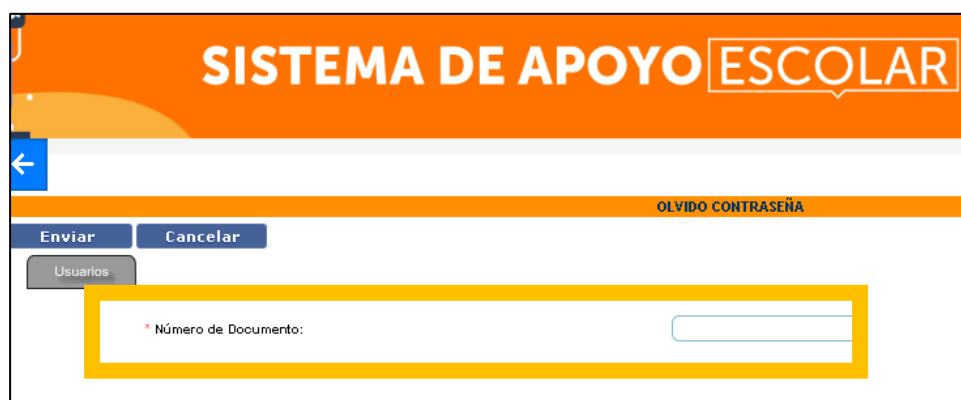 SISTEMA DE APOYO ESCOLAR
OLVIDO CONTRASEÑA
Enviar Cancelar
Usuarios
* Número de Documento: